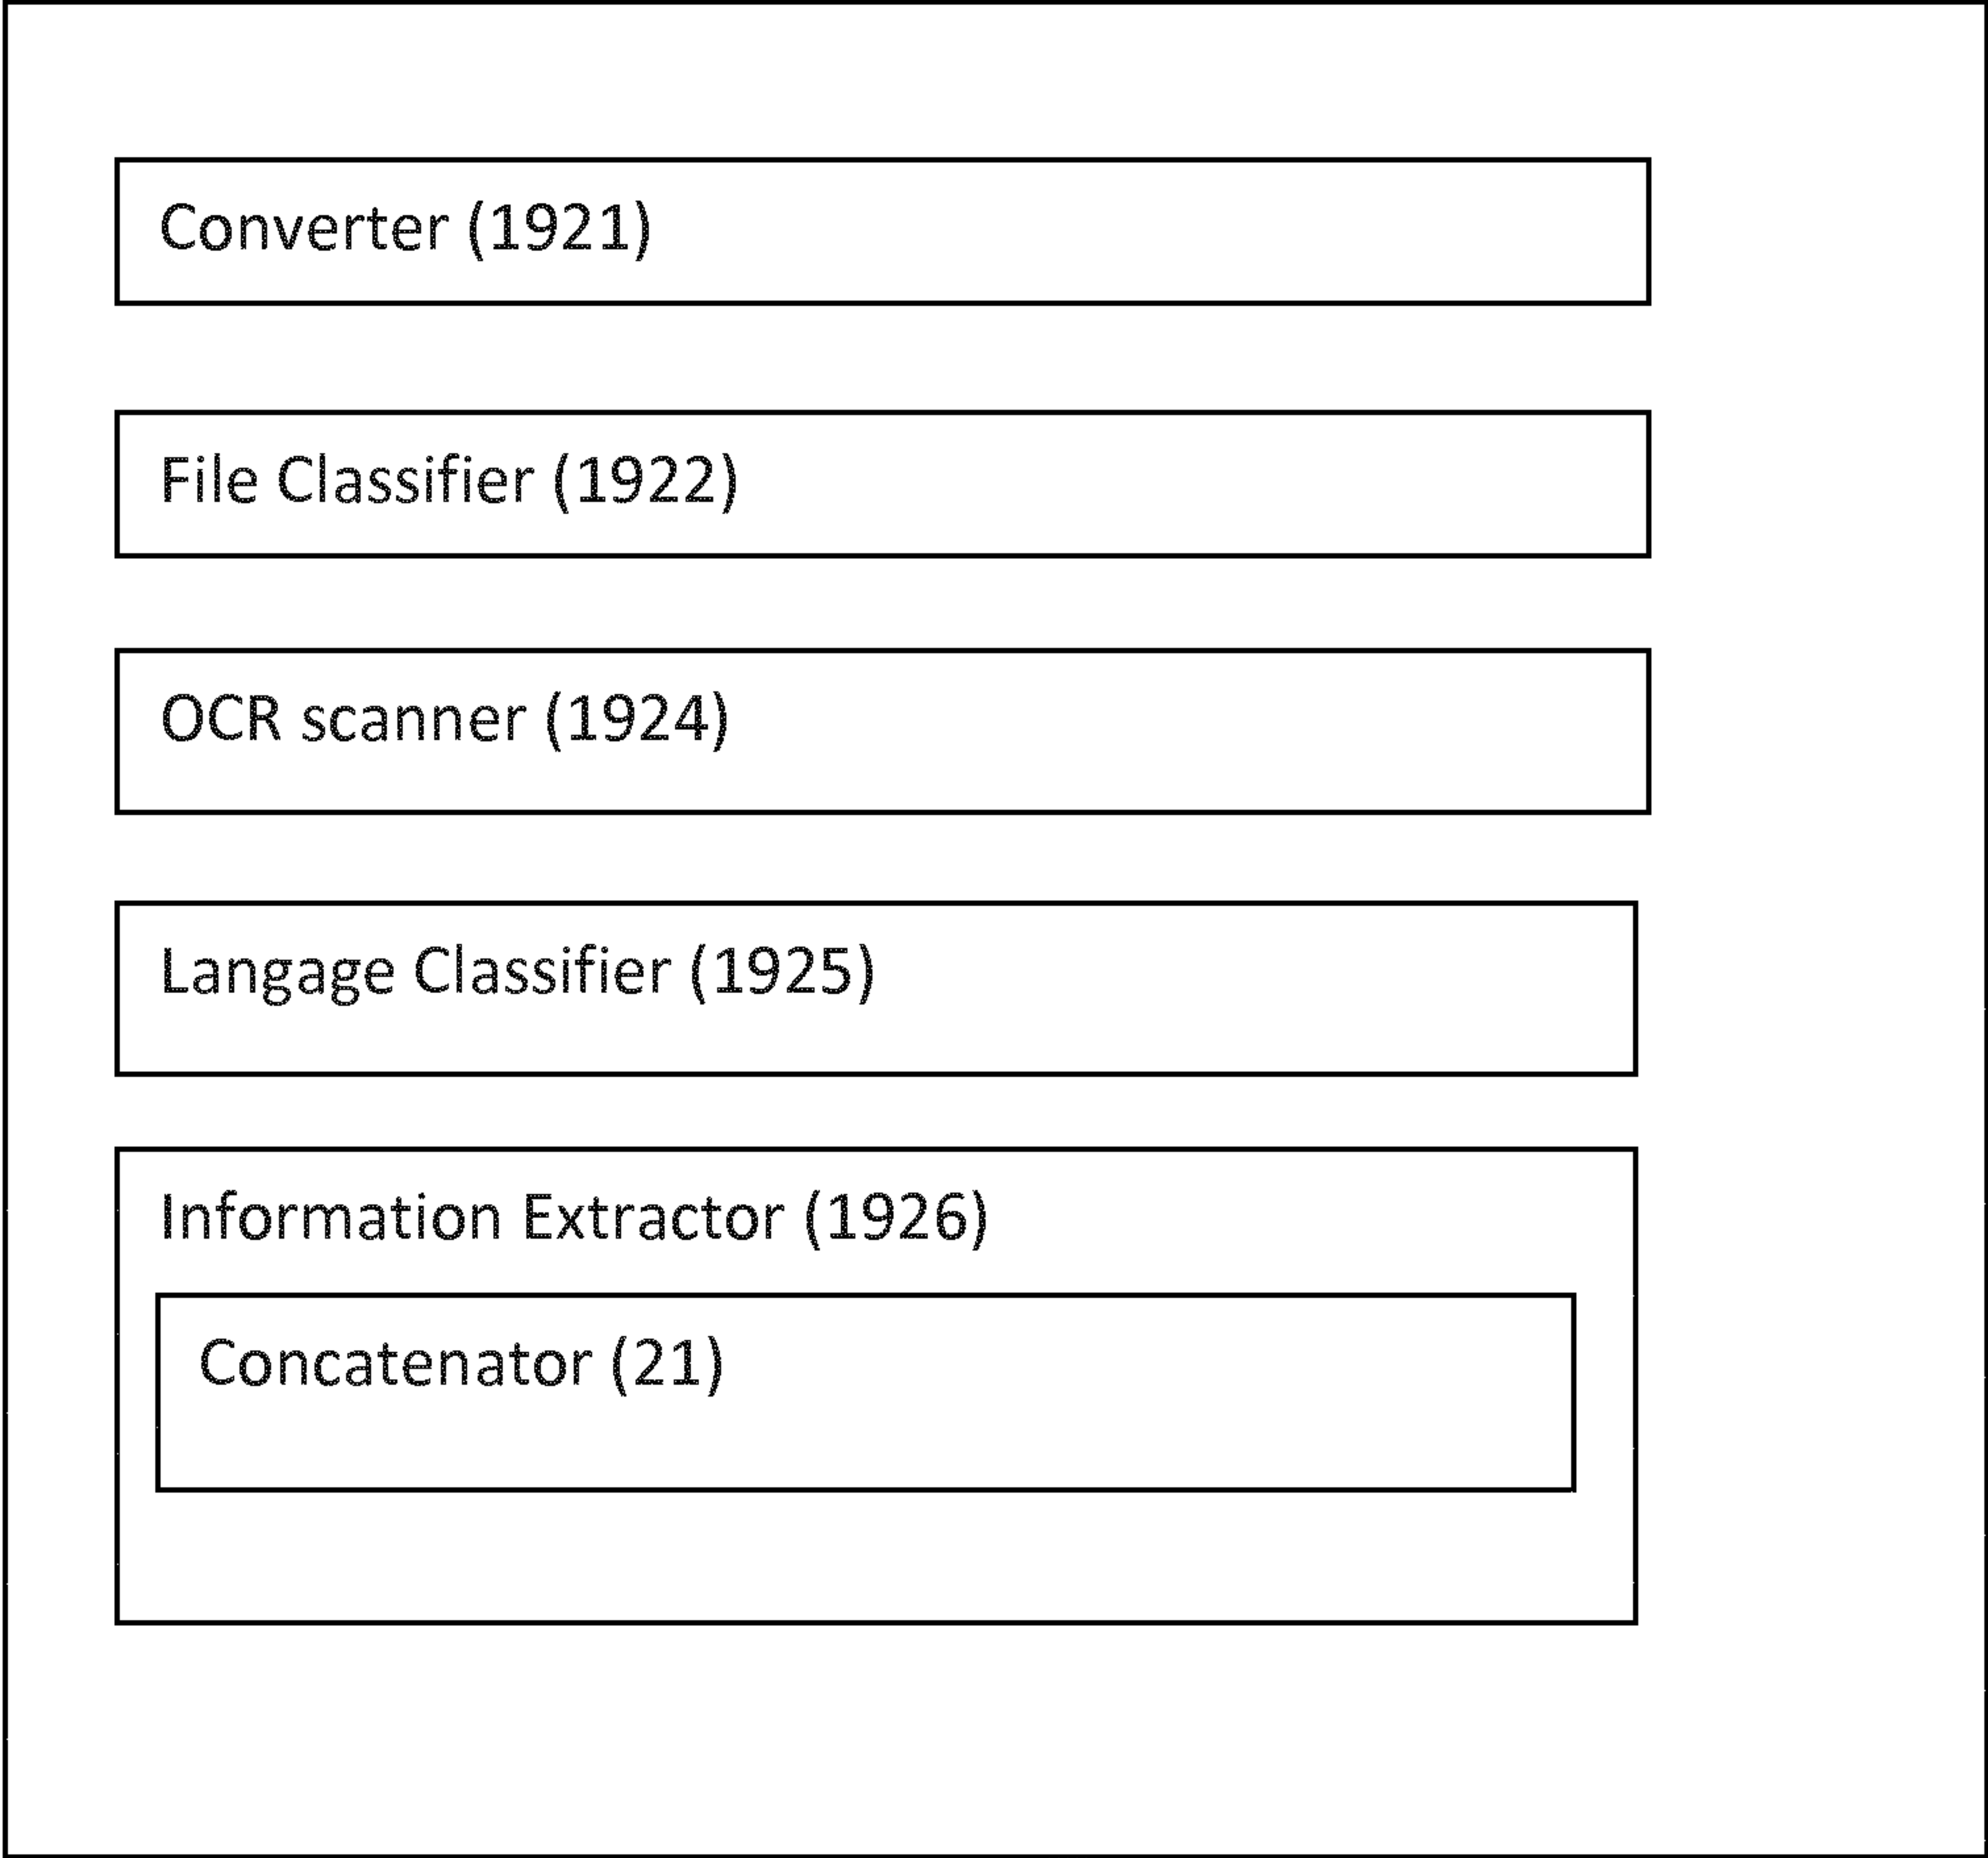 Converter (1921)
File Classifier (1922)
OCR scanner (1924)
Langage Classifier (1925)
Information Extractor (1926)
Concatenator (21)